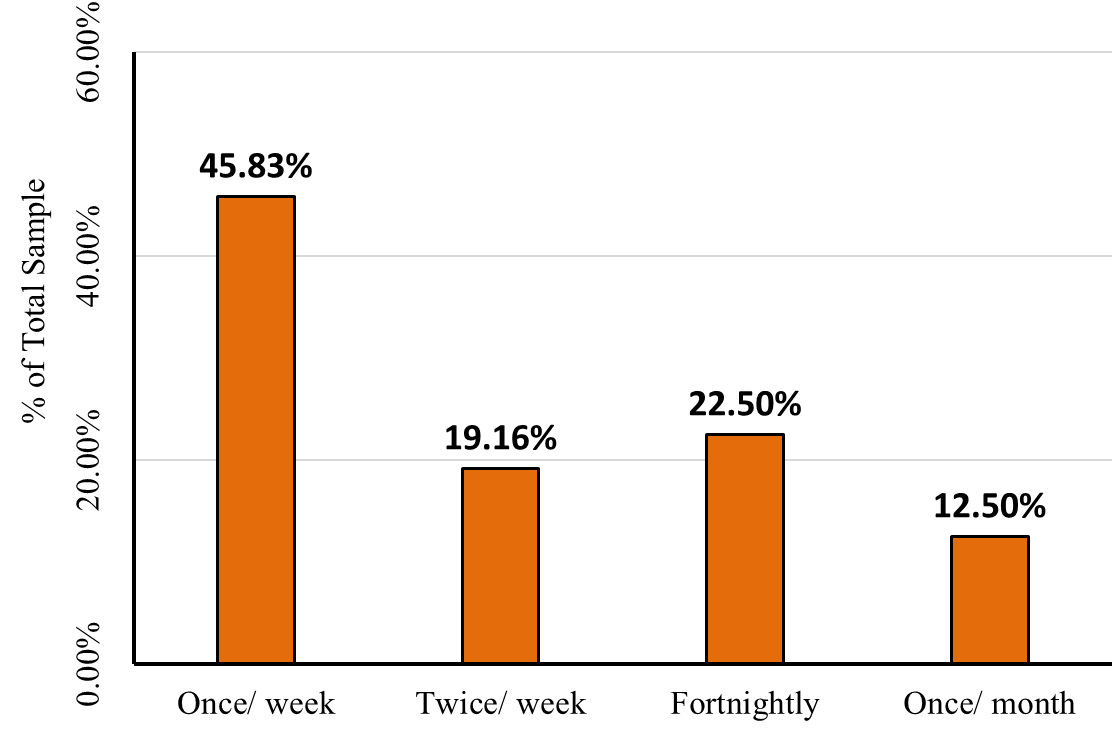 % of Total Sample
60.00%
40.00%
20.00%
0.00%
45.83%
19.16%
22.50%
12.50%
Once/ week
Twice/ week
Fortnightly
Once/ month